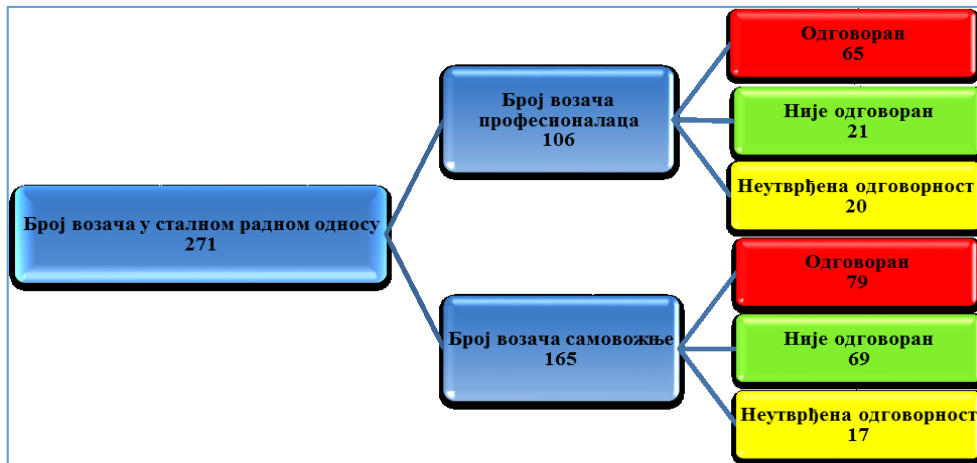 Број возача у сталном радном односу
271
Број возача
професионалаца
106
Одговоран
65
Није одговоран
21
Неутврђена одговорност
20
Број возача самовожње
165
Одговоран
79
Није одговоран
69
Неутврђена одговорност
17